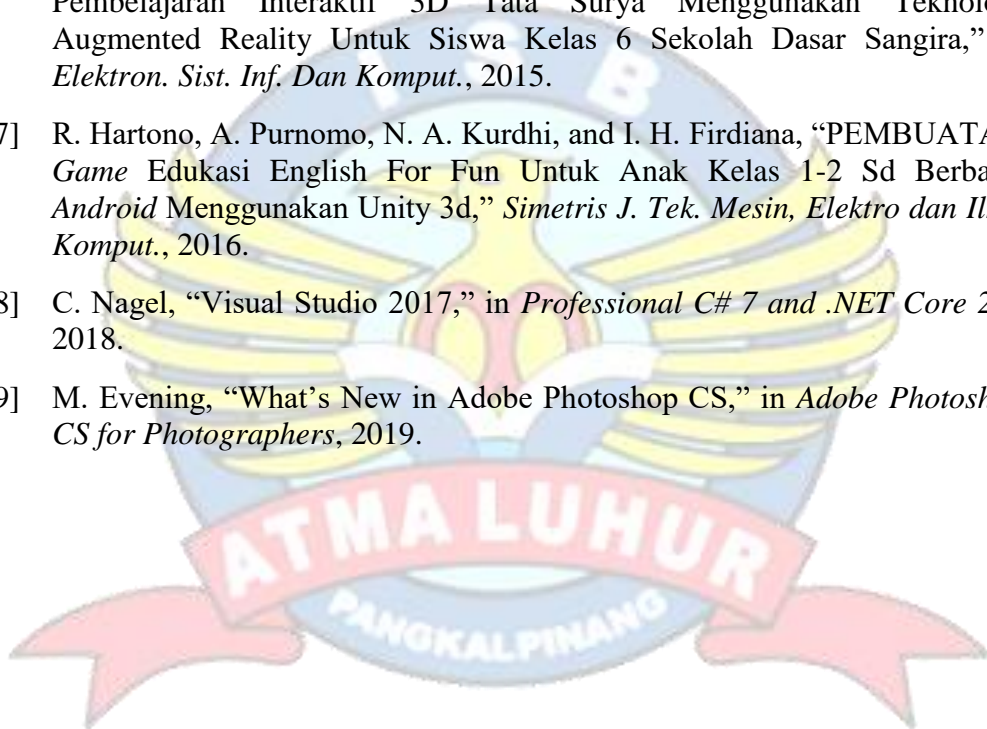 Pembelajaran Interaktif 3D Tata Surya Menggunakan
Augmented Reality Untuk Siswa Kelas 6 Sekolah Dasar Sangira,”
Elektron. Sist. Inf. Dan Komput., 2015.
7] R. Hartono, A. Purnomo, N. A. Kurdhi, and I. H. Firdiana, “PEMBUATA
Game Edukasi English For Fun Untuk Anak Kelas 1-2 Sd Berba
Android Menggunakan Unity 3d,” Simetris J. Tek. Mesin, Elektro dan Il
Komput., 2016.
8] C. Nagel, “Visual Studio 2017,” in Professional C# 7 and .NET Core 2
2018.
9] M. Evening, “What’s New in Adobe Photoshop CS,” in Adobe Photosh
CS for Photographers, 2019.
I S B
ATMA LUHUR
PANGKALPINANG